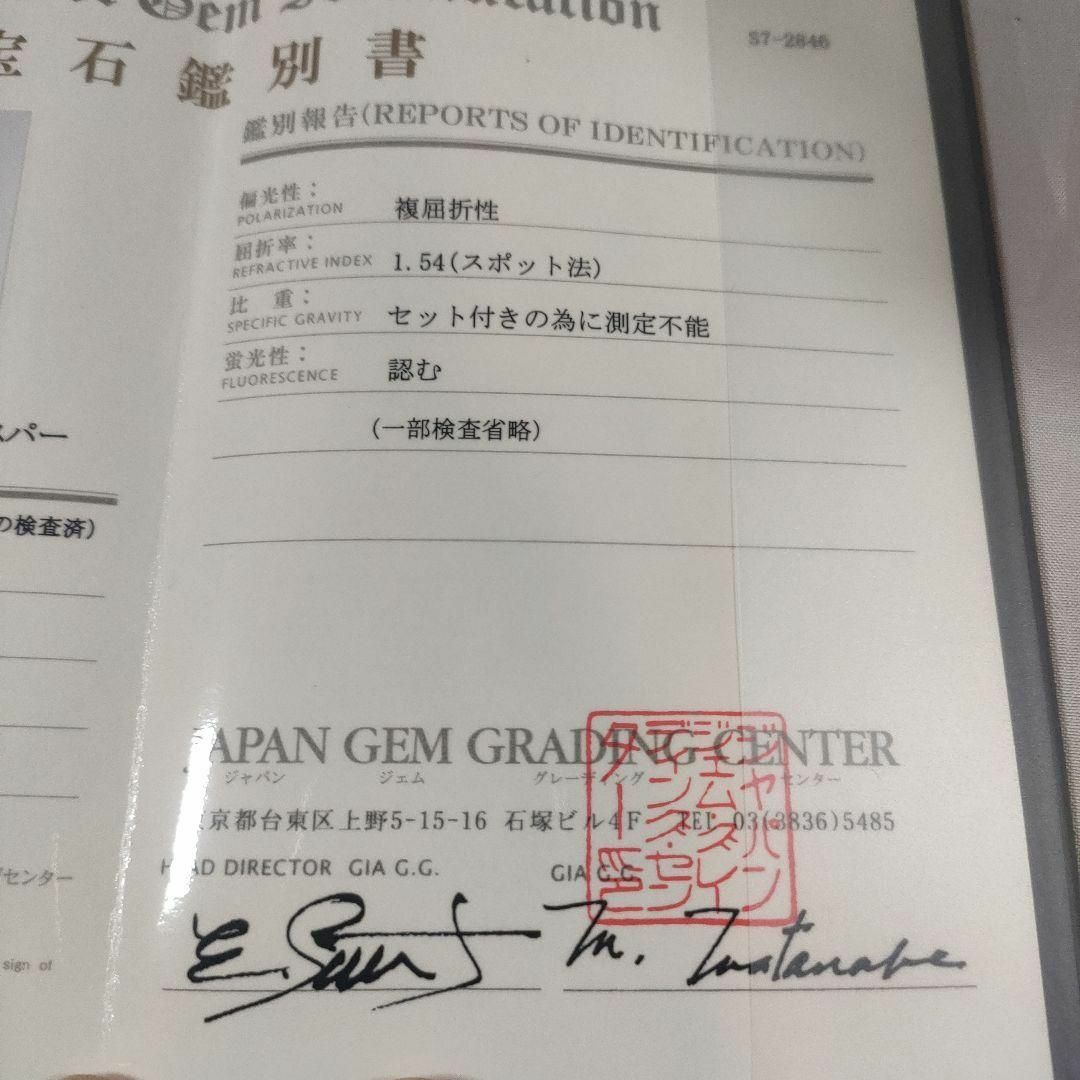 Gem
S7-2846
宝石鑑別書
鑑別報告(REPORTS OF IDENTIFICATION)
偏光性：
POLARIZATION
複屈折性
屈折率：
REFRACTIVE INDEX
1.54(スポット法)
比　重：
SPECIFIC GRAVITY
セット付きの為に測定不能
蛍光性：
FLUORESCENCE
認む
(一部検査省略)
スパー
の検査済)
JAPAN GEM GRADING CENTER
ジャパン ジェム グレーディング センター
京都台東区上野5-15-16 石塚ビル4F TEL 03(3836)5485
HEAD DIRECTOR GIA G.G.
GIA G.G.
センター
sign of
M. Watanabe